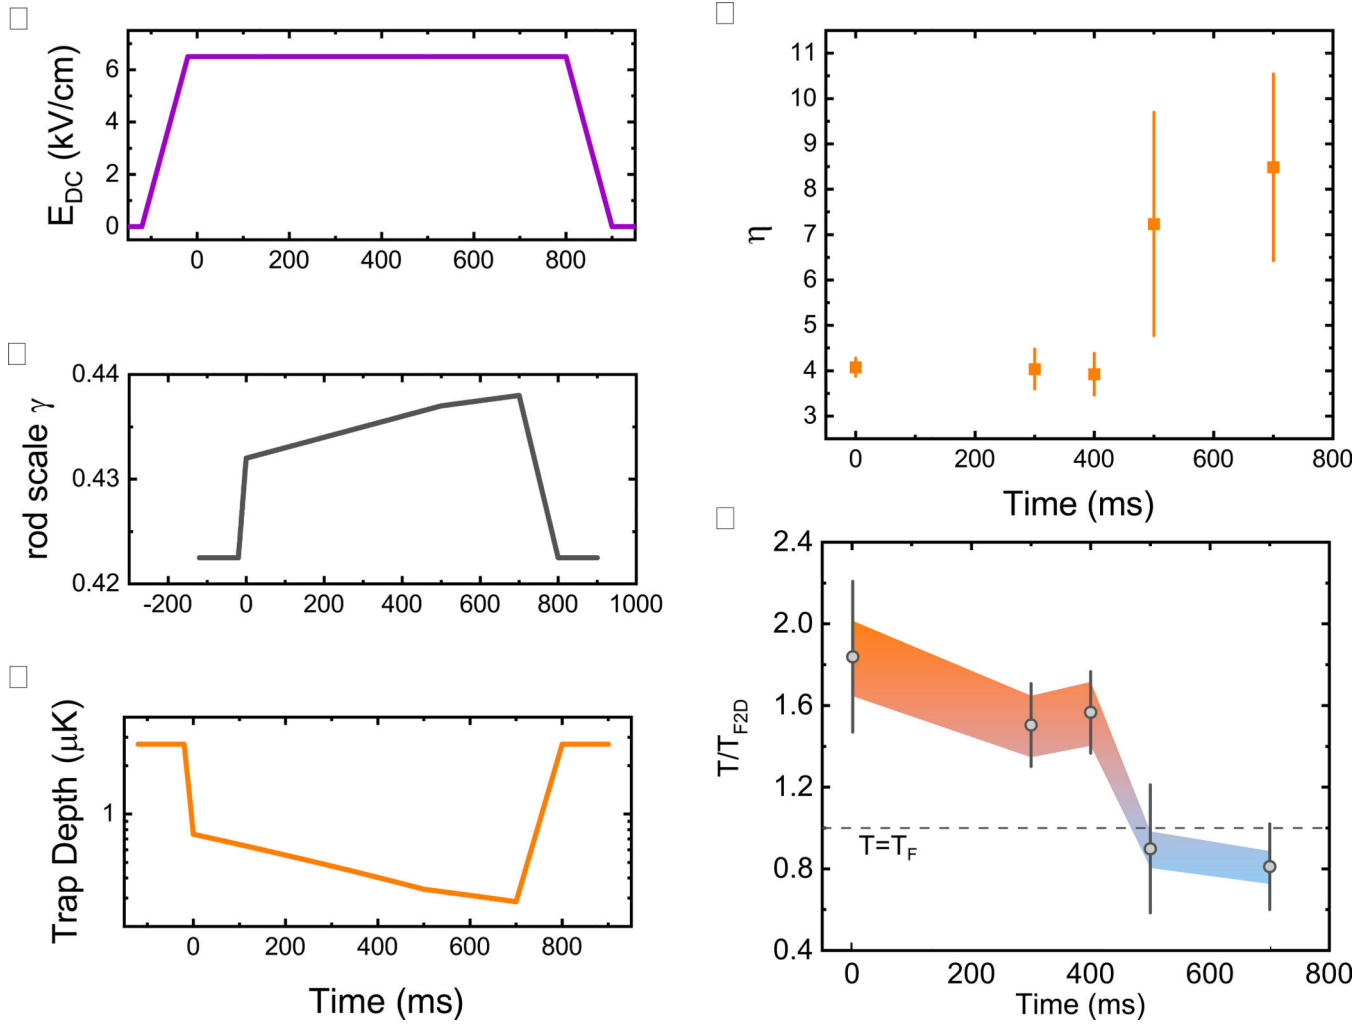 E_DC (kV/cm)
6
4
2
0
0 200 400 600 800
rod scale γ
0.44
0.43
0.42
-200 0 200 400 600 800 1000
Trap Depth (μK)
1
0 200 400 600 800
Time (ms)
η
11
10
9
8
7
6
5
4
3
0 200 400 600 800
Time (ms)
T/T_F2D
2.4
2.0
1.6
1.2
0.8
0.4
T=T_F
0 200 400 600 800
Time (ms)